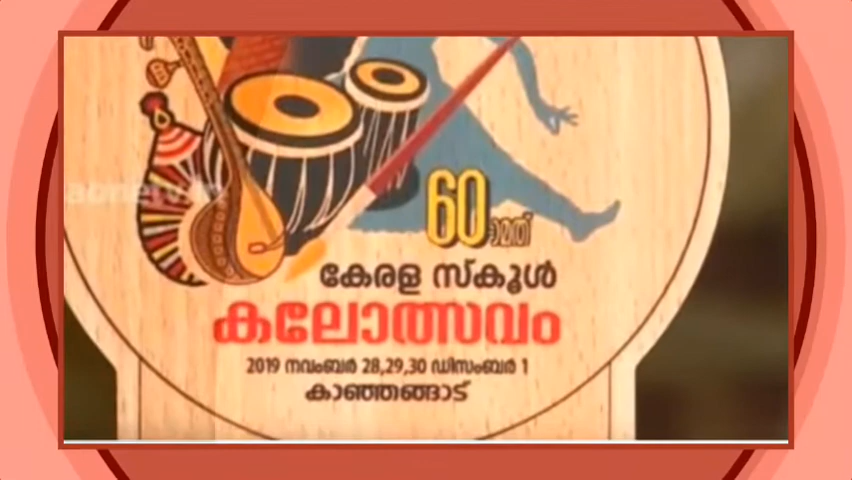 60ാമത്
കേരള സ്കൂൾ
കലോത്സവം
2019 നവംബർ 28,29,30 ഡിസംബർ 1
കാഞ്ഞങ്ങാട്